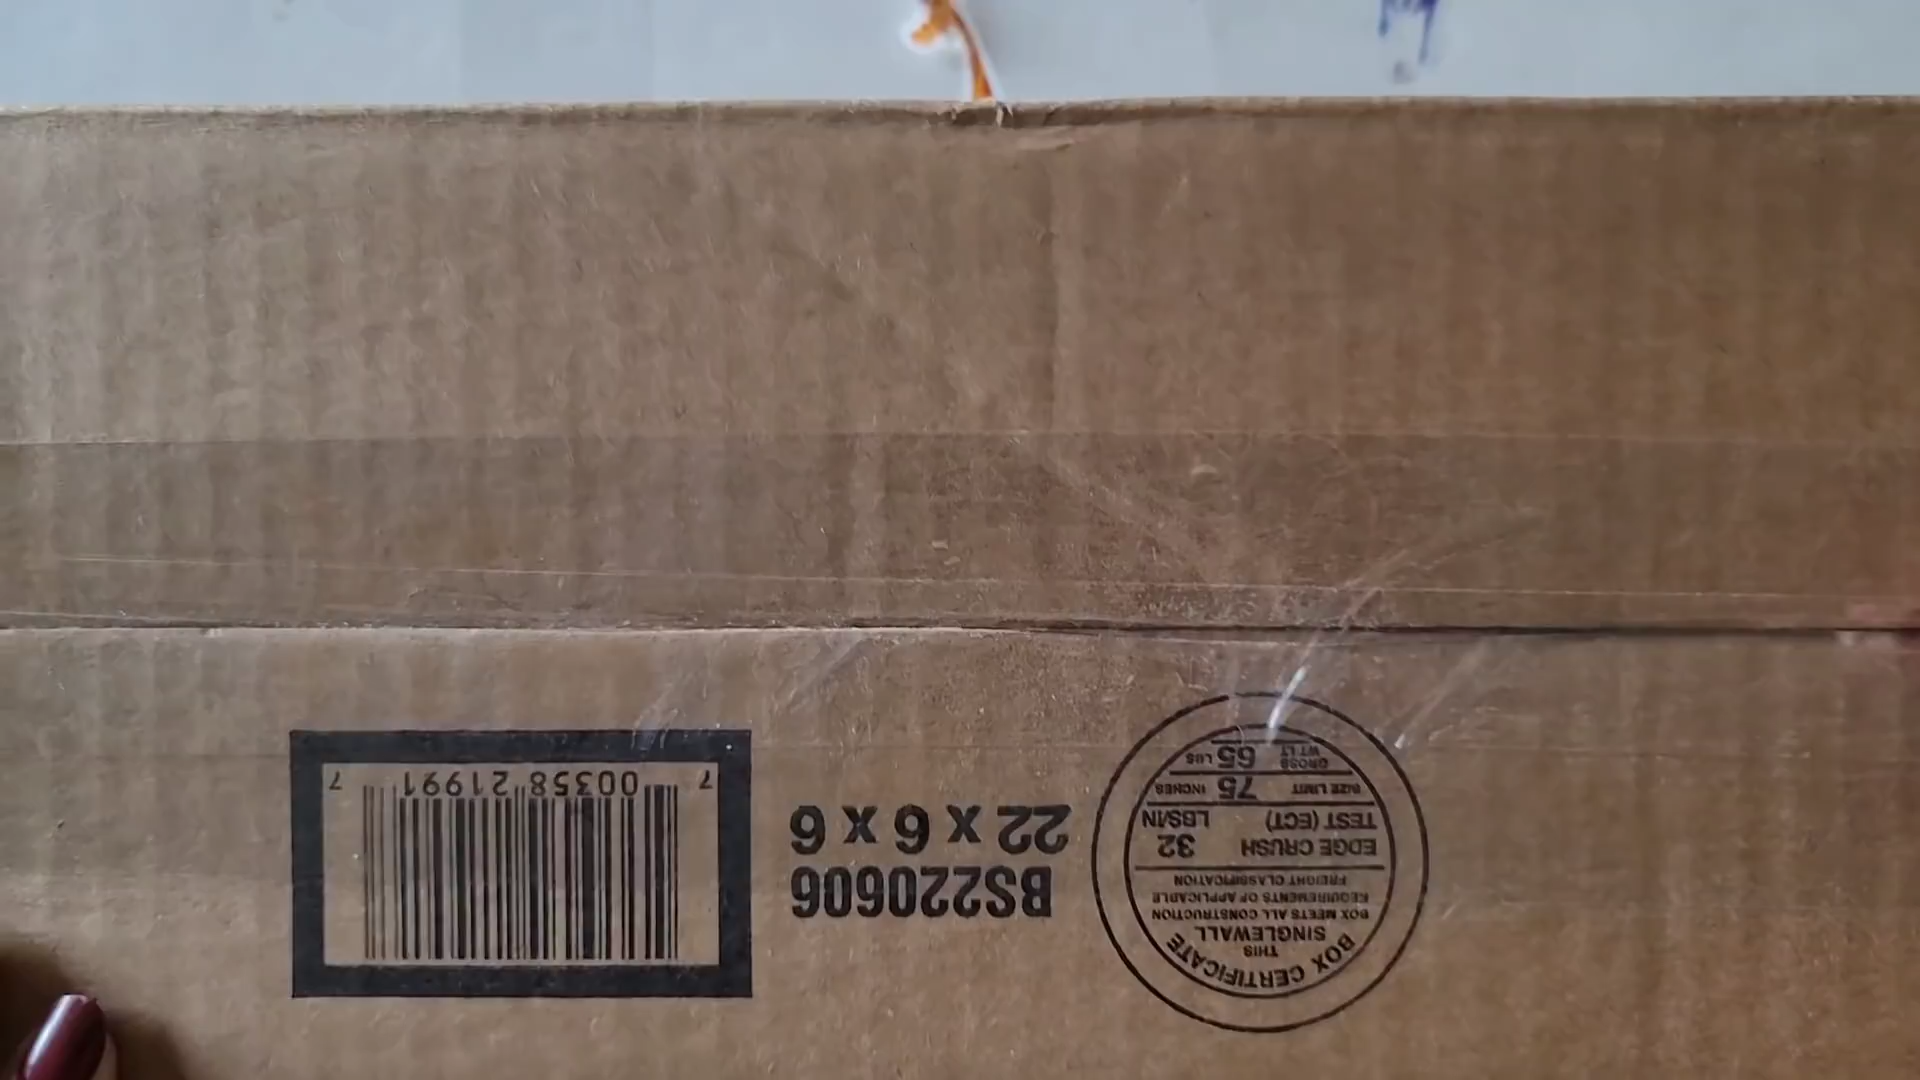 BOX CERTIFICATE
THIS
SINGLEWALL
BOX MEETS ALL CONSTRUCTION
REQUIREMENTS OF APPLICABLE
FREIGHT CLASSIFICATION
EDGE CRUSH 32
TEST (ECT) LBS/IN
SIZE LIMIT 75 INCHES
GROSS
WT LT 65 LBS
BS220606
22 x 6 x 6
7 00358 21991 7